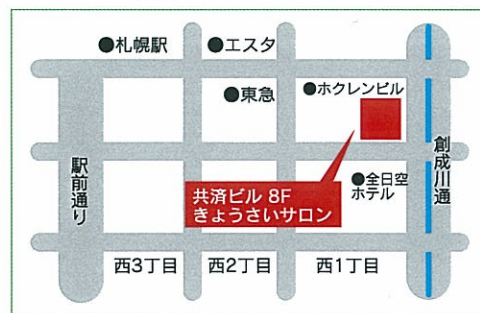 ●札幌駅
●エスタ
●東急
●ホクレンビル
駅前通り
創成川通
共済ビル 8F
きょうさいサロン
●全日空
ホテル
西3丁目
西2丁目
西1丁目